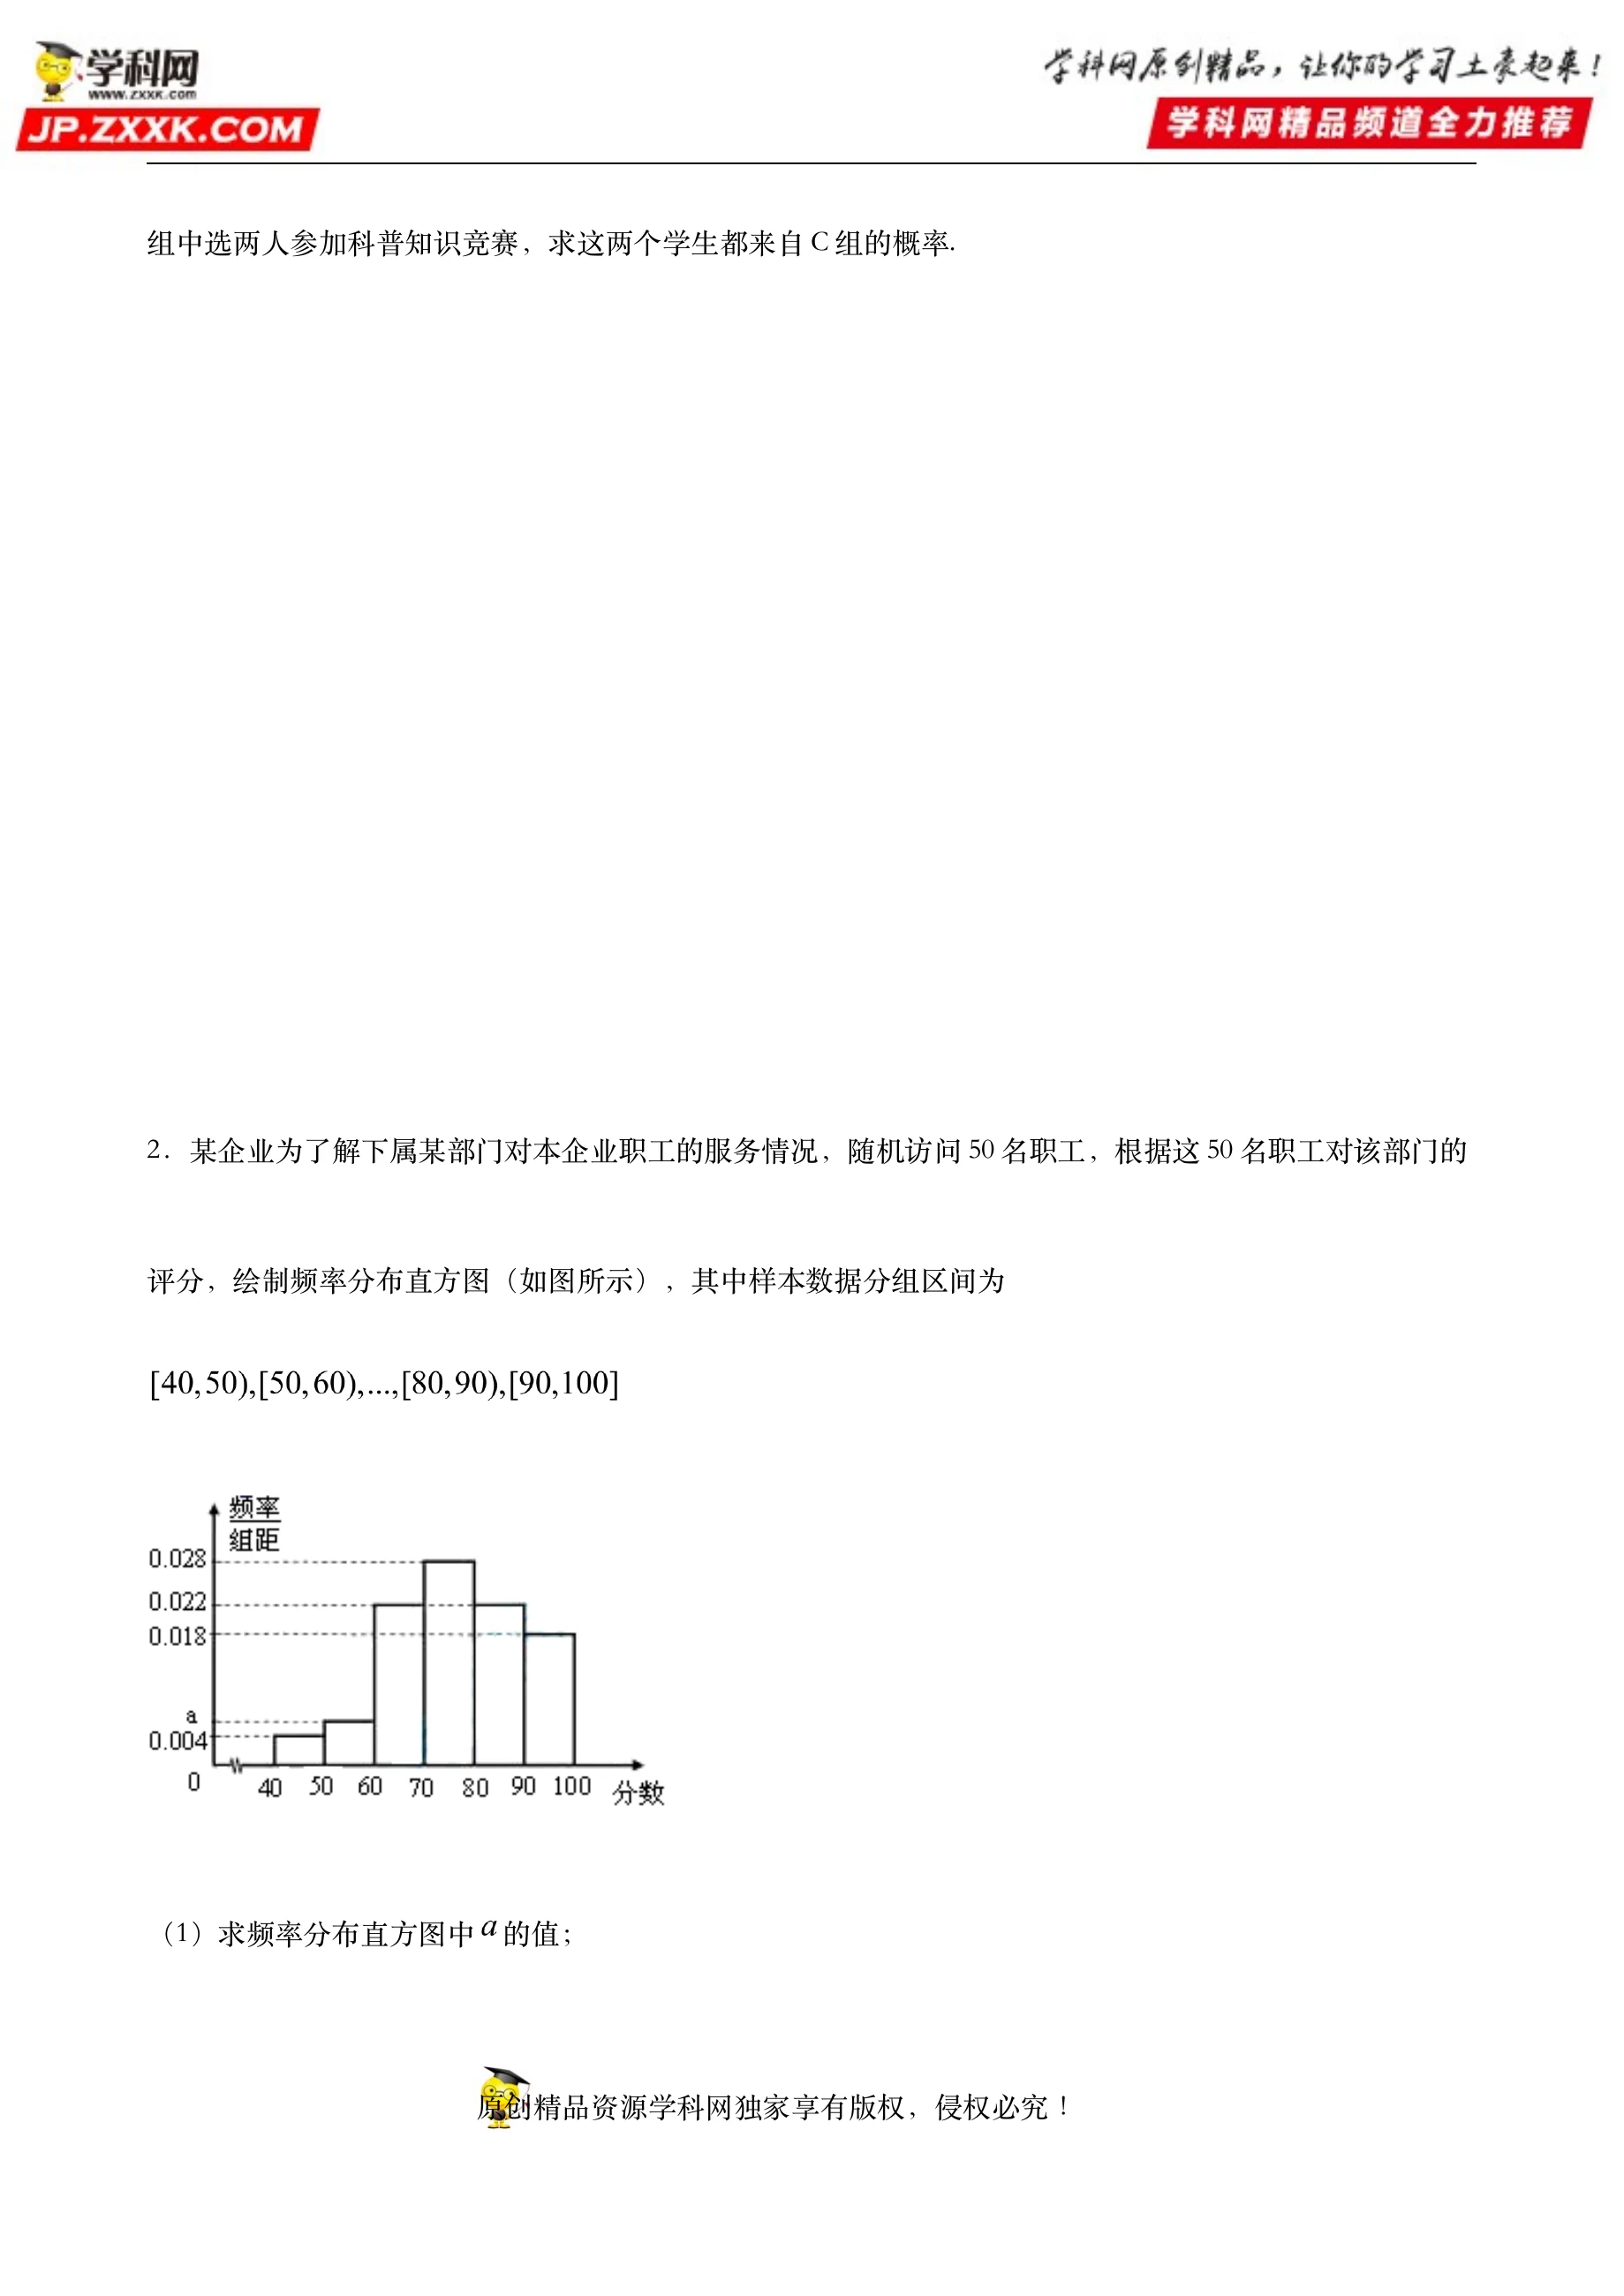 学科网
www.zxxk.com
JP.ZXXK.COM
学科网原创精品，让你的学习土豪起来！
学科网精品频道全力推荐
组中选两人参加科普知识竞赛，求这两个学生都来自 C 组的概率.
2．某企业为了解下属某部门对本企业职工的服务情况，随机访问 50 名职工，根据这 50 名职工对该部门的
评分，绘制频率分布直方图（如图所示），其中样本数据分组区间为
[40,50),[50,60),...,[80,90),[90,100]
频率
组距
0.028
0.022
0.018
a
0.004
0 40 50 60 70 80 90 100 分数
（1）求频率分布直方图中 a 的值；
原创精品资源学科网独家享有版权，侵权必究！